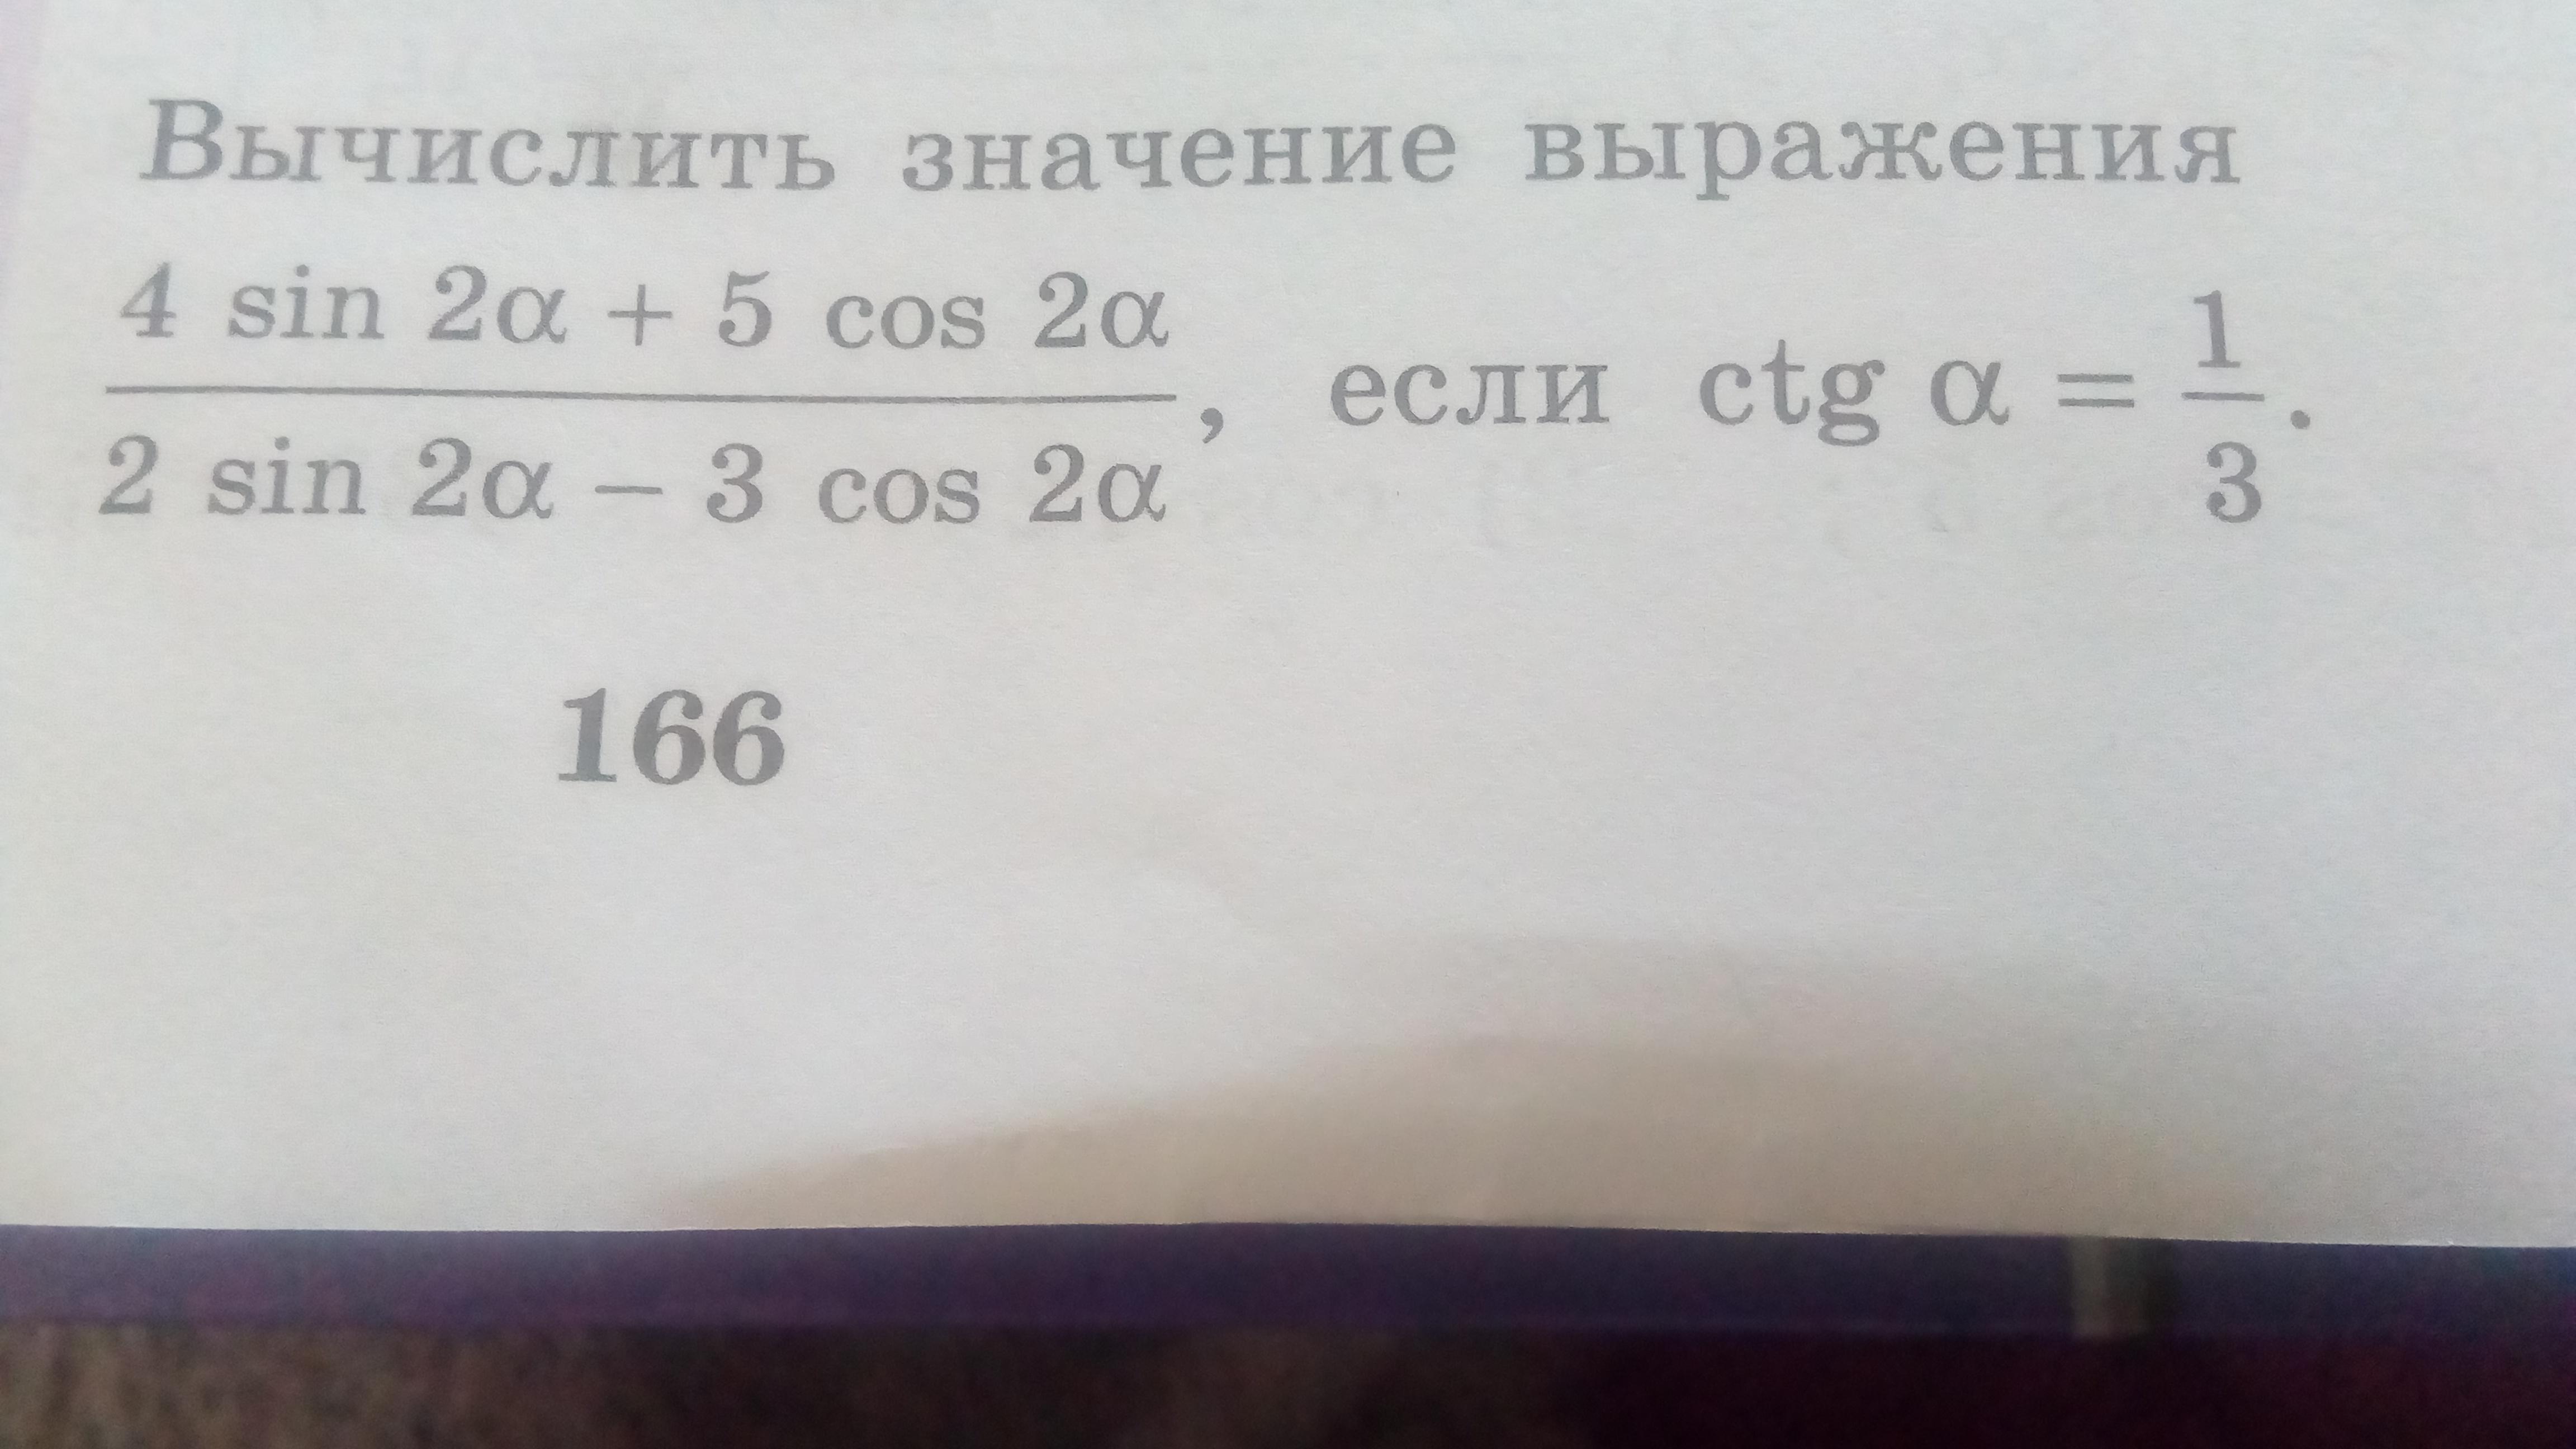 Вычислить значение выражения
4 sin 2α + 5 cos 2α
2 sin 2α – 3 cos 2α , если ctg α = 1/3.
166